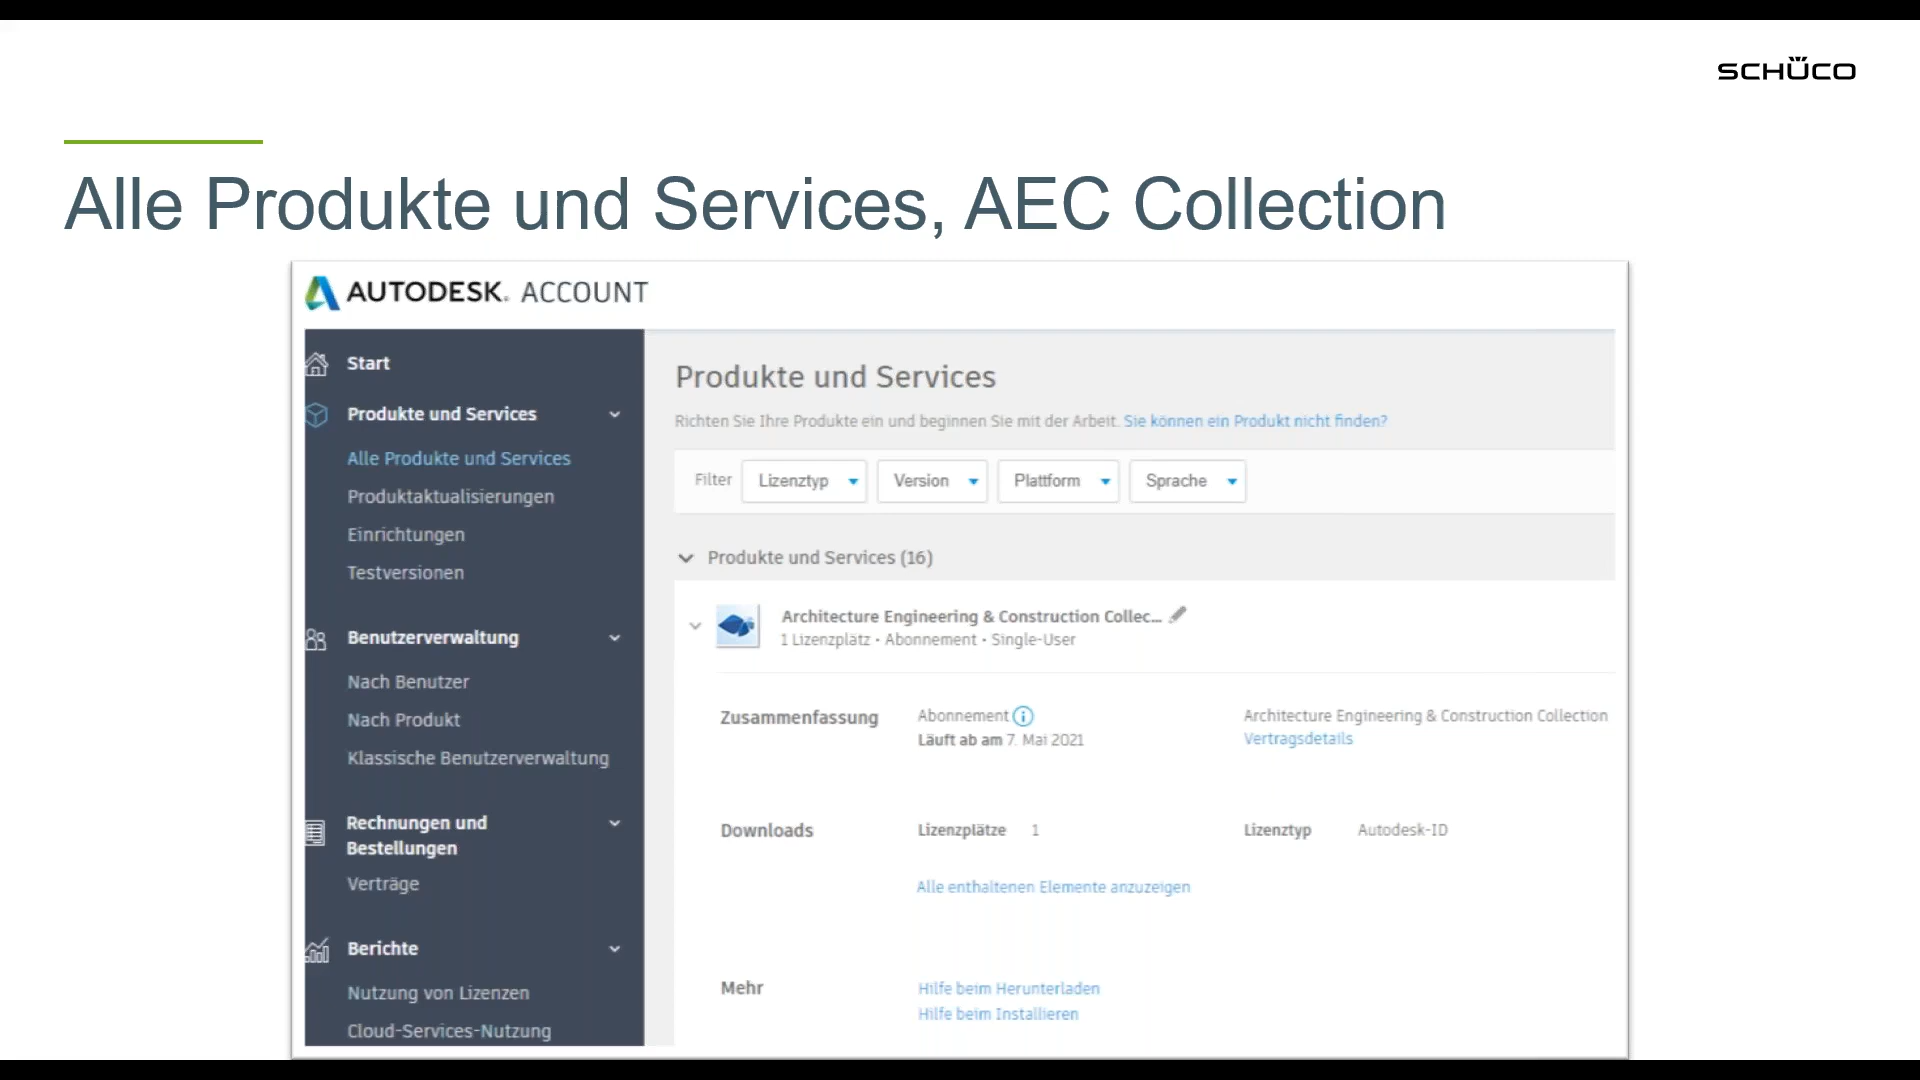 SCHÜCO
Alle Produkte und Services, AEC Collection
AUTODESK. ACCOUNT
Start
Produkte und Services
Alle Produkte und Services
Produktaktualisierungen
Einrichtungen
Testversionen
Benutzerverwaltung
Nach Benutzer
Nach Produkt
Klassische Benutzerverwaltung
Rechnungen und
Bestellungen
Verträge
Berichte
Nutzung von Lizenzen
Cloud-Services-Nutzung
Produkte und Services
Richten Sie Ihre Produkte ein und beginnen Sie mit der Arbeit. Sie können ein Produkt nicht finden?
Filter Lizenztyp Version Plattform Sprache
Produkte und Services (16)
Architecture Engineering & Construction Collec...
1 Lizenzplätz • Abonnement • Single-User
Zusammenfassung
Abonnement
Läuft ab am 7. Mai 2021
Architecture Engineering & Construction Collection
Vertragsdetails
Downloads
Lizenzplätze 1
Lizenztyp Autodesk-ID
Alle enthaltenen Elemente anzuzeigen
Mehr
Hilfe beim Herunterladen
Hilfe beim Installieren